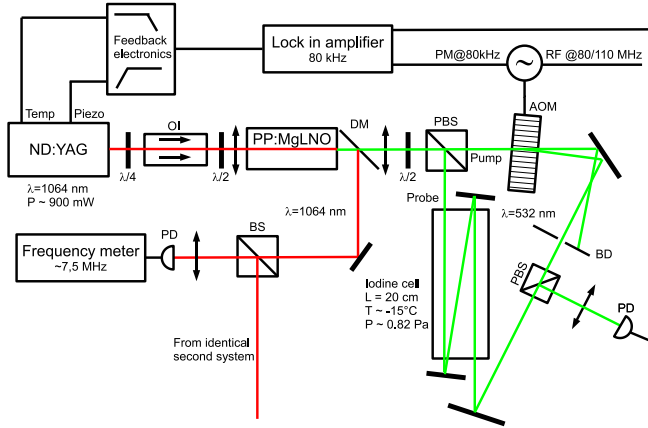 Feedback
electronics
Lock in amplifier
80 kHz
PM@80kHz
RF @80/110 MHz
Temp
Piezo
OI
DM
PBS
AOM
ND:YAG
PP:MgLNO
Pump
λ/4
λ/2
λ/2
λ=1064 nm
P ~ 900 mW
Probe
λ=1064nm
λ=532 nm
Frequency meter
~7,5 MHz
PD
BS
BD
PBS
PD
Iodine cell
L = 20 cm
T ~ -15°C
P ~ 0.82 Pa
From identical
second system